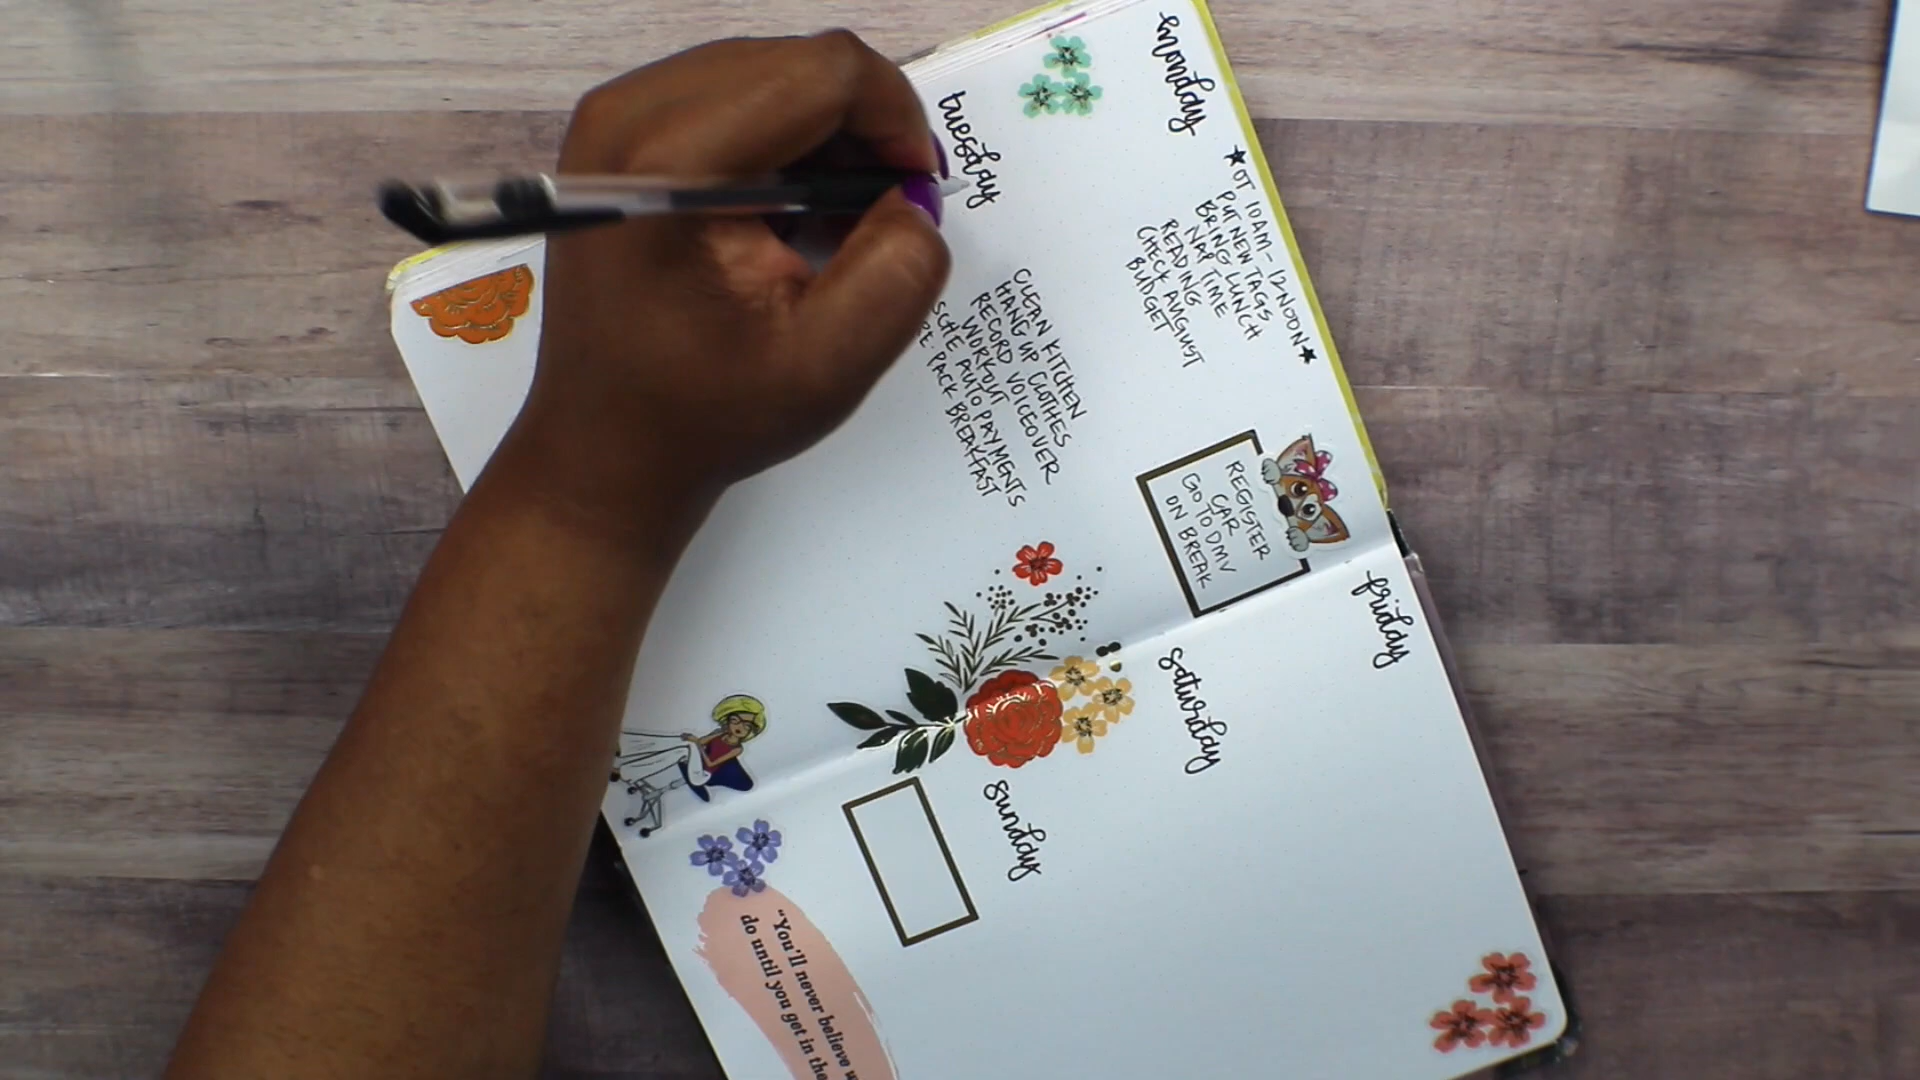 monday
★OT 10AM - 12NOON★
PUT NEW TAGS
BRING LUNCH
NAP TIME
READING
CHECK AUGUST
BUDGET
REGISTER
CAR
GO TO DMV
ON BREAK
tuesday
CLEAN KITCHEN
HANG UP CLOTHES
RECORD VOICEOVER
WORKOUT
SCHE AUTO PAYMENTS
PACK BREAKFAST
friday
saturday
sunday
"You'll never believe
do until you get in the